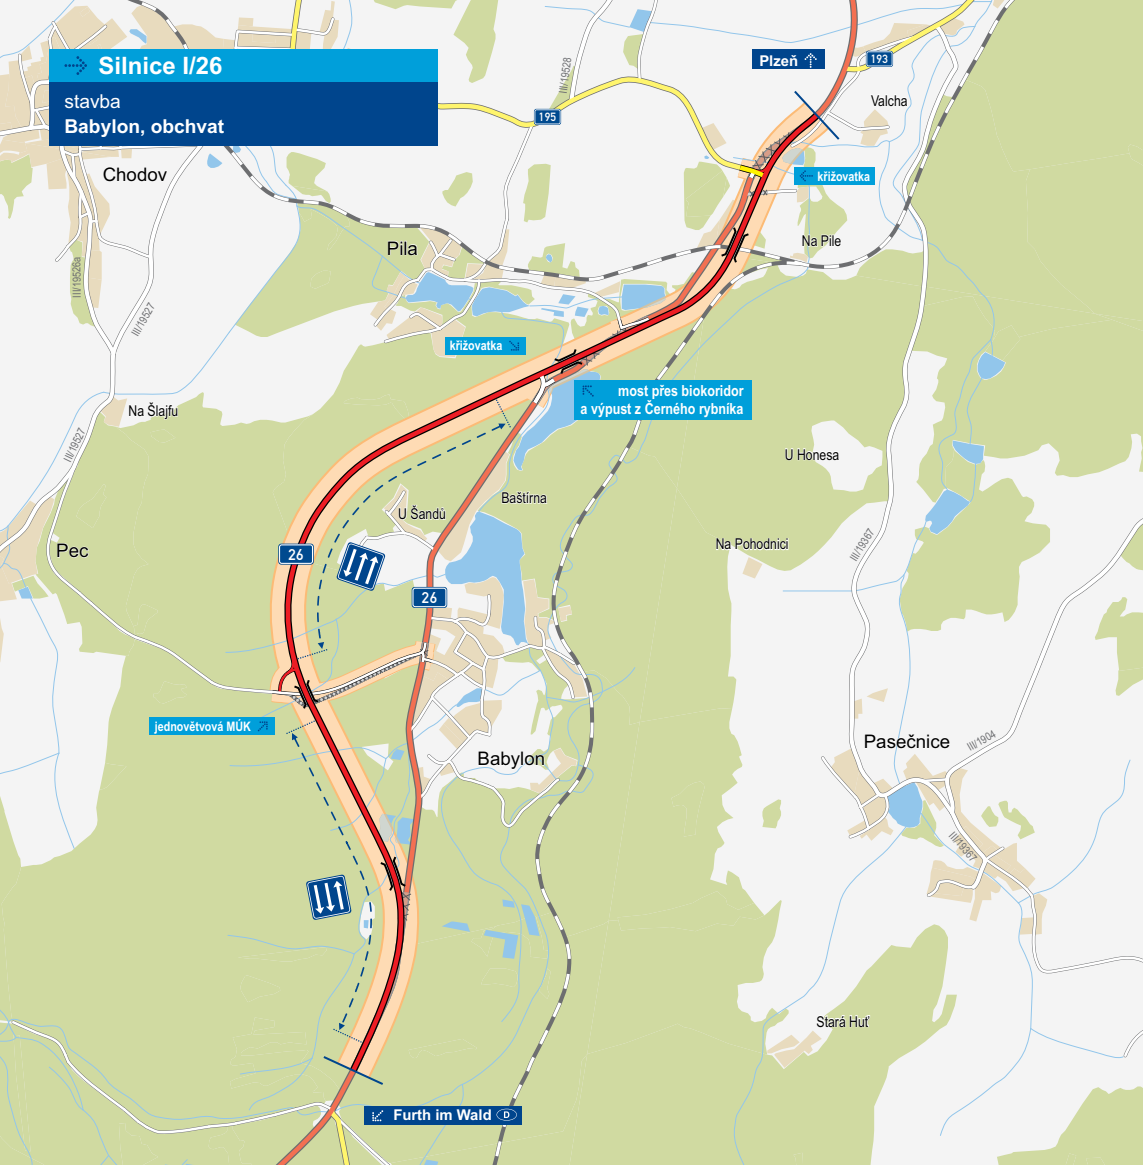 Silnice I/26
stavba
Babylon, obchvat
Plzeň
193
III/19528
195
Valcha
Chodov
křižovatka
Na Pile
Pila
III/19526a
III/19527
křižovatka
most přes biokoridor
a výpust z Černého rybníka
Na Šlajfu
III/19527
U Honesa
Baštírna
U Šandů
Pec
26
Na Pohodnici
III/19367
26
jednovětvová MÚK
Pasečnice
III/1904
Babylon
III/19367
Stará Huť
Furth im Wald D